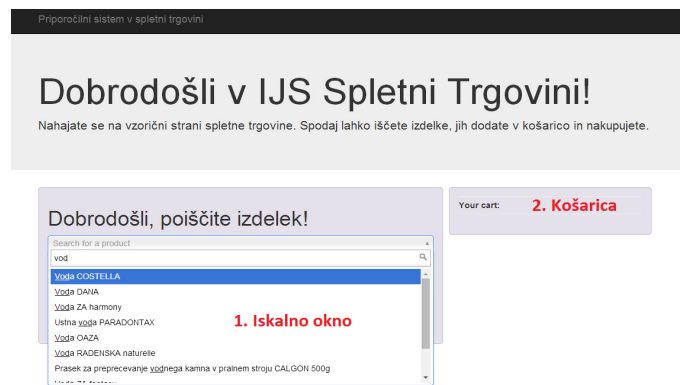 Priporočilni sistem v spletni trgovini
Dobrodošli v IJS Spletni Trgovini!
Nahajate se na vzorični strani spletne trgovine. Spodaj lahko iščete izdelke, jih dodate v košarico in nakupujete.
Dobrodošli, poiščite izdelek!
Your cart:
2. Košarica
Search for a product
vod
Voda COSTELLA
Voda DANA
Voda ZA harmony
Ustna voda PARADONTAX
1. Iskalno okno
Voda OAZA
Voda RADENSKA naturelle
Prasek za preprecevanje vodnega kamna v pralnem stroju CALGON 500g
Voda ZA fantasy